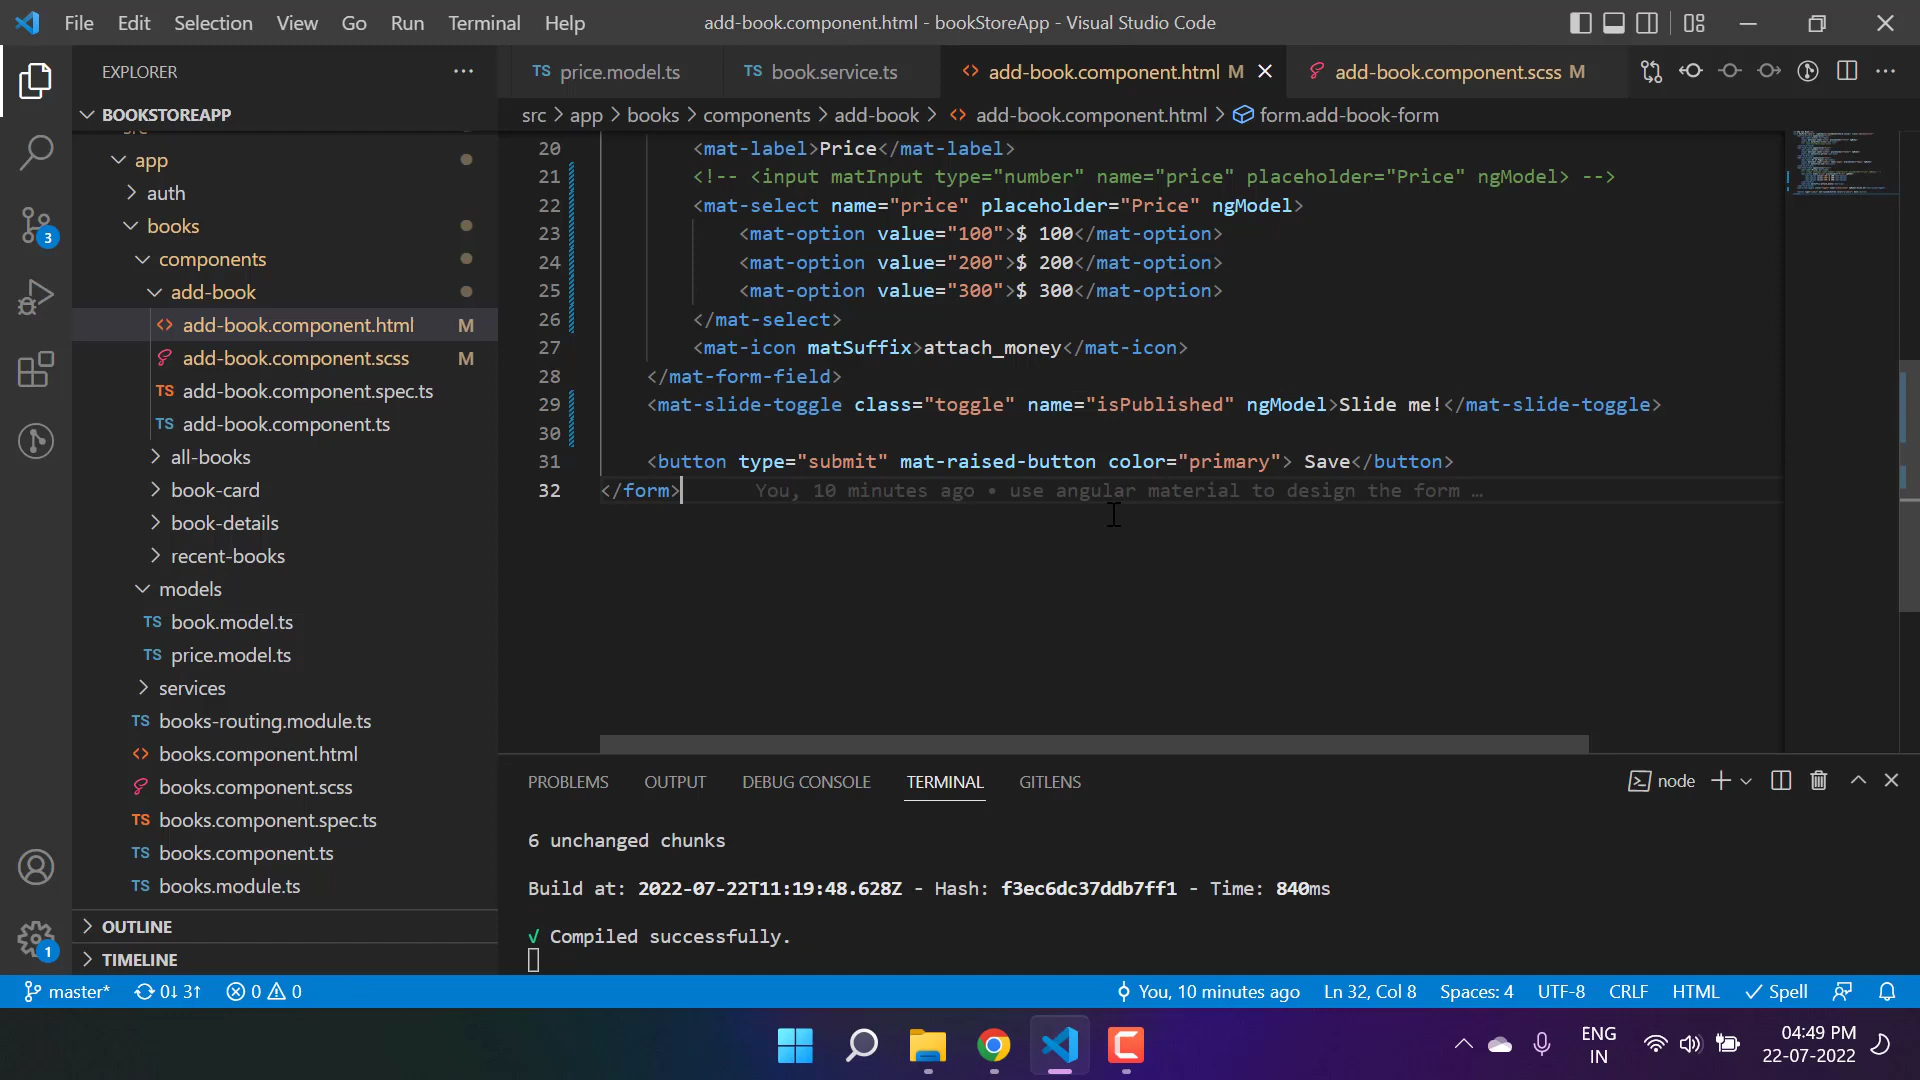 File Edit Selection View Go Run Terminal Help
add-book.component.html - bookStoreApp - Visual Studio Code
EXPLORER
BOOKSTOREAPP
app
auth
books
components
add-book
add-book.component.html M
add-book.component.scss M
TS add-book.component.spec.ts
TS add-book.component.ts
all-books
book-card
book-details
recent-books
models
TS book.model.ts
TS price.model.ts
services
TS books-routing.module.ts
books.component.html
books.component.scss
TS books.component.spec.ts
TS books.component.ts
TS books.module.ts
OUTLINE
TIMELINE
3
1
TS price.model.ts
TS book.service.ts
add-book.component.html M
add-book.component.scss M
src > app > books > components > add-book > add-book.component.html > form.add-book-form
20 <mat-label>Price</mat-label>
21 <!-- <input matInput type="number" name="price" placeholder="Price" ngModel> -->
22 <mat-select name="price" placeholder="Price" ngModel>
23 <mat-option value="100">$ 100</mat-option>
24 <mat-option value="200">$ 200</mat-option>
25 <mat-option value="300">$ 300</mat-option>
26 </mat-select>
27 <mat-icon matSuffix>attach_money</mat-icon>
28 </mat-form-field>
29 <mat-slide-toggle class="toggle" name="isPublished" ngModel>Slide me!</mat-slide-toggle>
30
31 <button type="submit" mat-raised-button color="primary"> Save</button>
32 </form> You, 10 minutes ago • use angular material to design the form …
PROBLEMS OUTPUT DEBUG CONSOLE TERMINAL GITLENS
node
6 unchanged chunks
Build at: 2022-07-22T11:19:48.628Z - Hash: f3ec6dc37ddb7ff1 - Time: 840ms
√ Compiled successfully.
master* 0↓ 3↑ 0 0
You, 10 minutes ago Ln 32, Col 8 Spaces: 4 UTF-8 CRLF HTML Spell
ENG
IN
04:49 PM
22-07-2022